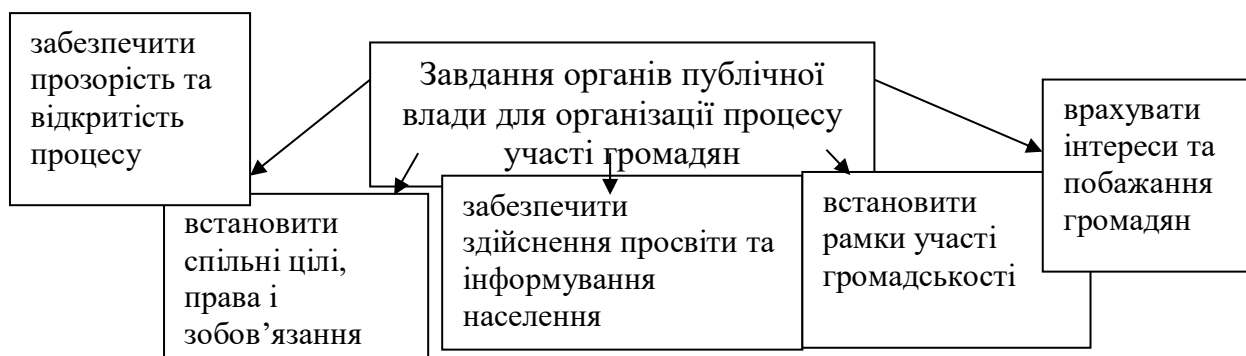 забезпечити
прозорість та
відкритість
процесу
Завдання органів публічної
влади для організації процесу
участі громадян
врахувати
інтереси та
побажання
громадян
встановити
спільні цілі,
права і
зобов’язання
забезпечити
здійснення просвіти та
інформування
населення
встановити
рамки участі
громадськості